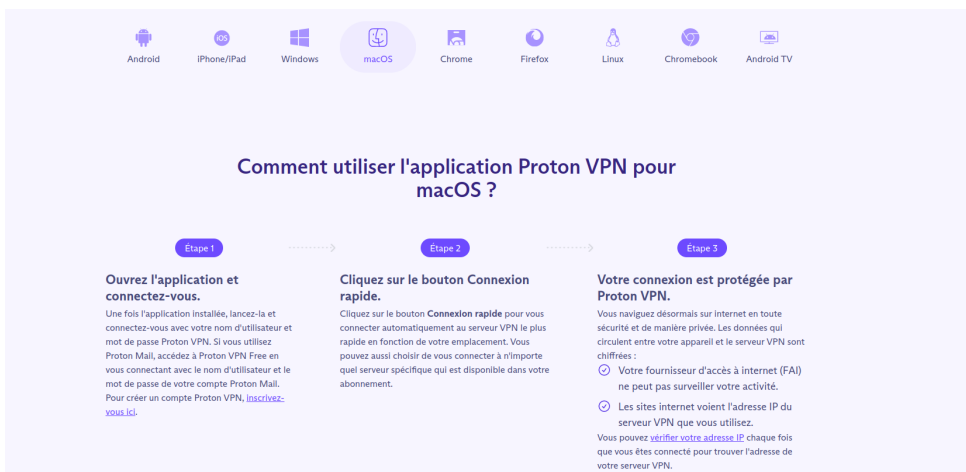 iOS
Android
iPhone/iPad
Windows
macOS
Chrome
Firefox
Linux
Chromebook
Android TV
Comment utiliser l'application Proton VPN pour
macOS ?
Étape 1
Ouvrez l'application et
connectez-vous.
Une fois l'application installée, lancez-la et
connectez-vous avec votre nom d'utilisateur et
mot de passe Proton VPN. Si vous utilisez
Proton Mail, accédez à Proton VPN Free en
vous connectant avec le nom d'utilisateur et le
mot de passe de votre compte Proton Mail.
Pour créer un compte Proton VPN, inscrivez-
vous ici.
Étape 2
Cliquez sur le bouton Connexion
rapide.
Cliquez sur le bouton Connexion rapide pour vous
connecter automatiquement au serveur VPN le plus
rapide en fonction de votre emplacement. Vous
pouvez aussi choisir de vous connecter à n'importe
quel serveur spécifique qui est disponible dans votre
abonnement.
Étape 3
Votre connexion est protégée par
Proton VPN.
Vous naviguez désormais sur internet en toute
sécurité et de manière privée. Les données qui
circulent entre votre appareil et le serveur VPN sont
chiffrées :
Votre fournisseur d'accès à internet (FAI)
ne peut pas surveiller votre activité.
Les sites internet voient l'adresse IP du
serveur VPN que vous utilisez.
Vous pouvez vérifier votre adresse IP chaque fois
que vous êtes connecté pour trouver l'adresse de
votre serveur VPN.